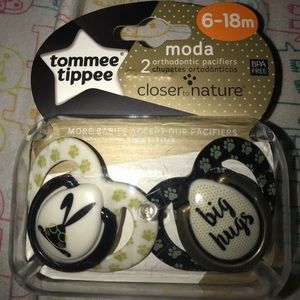 6-18m
tommee
tippee
moda
2 orthodontic pacifiers
chupetes ortodónticos
BPA
FREE
closer to nature
MORE BABIES ACCEPT OUR PACIFIERS
big
hugs